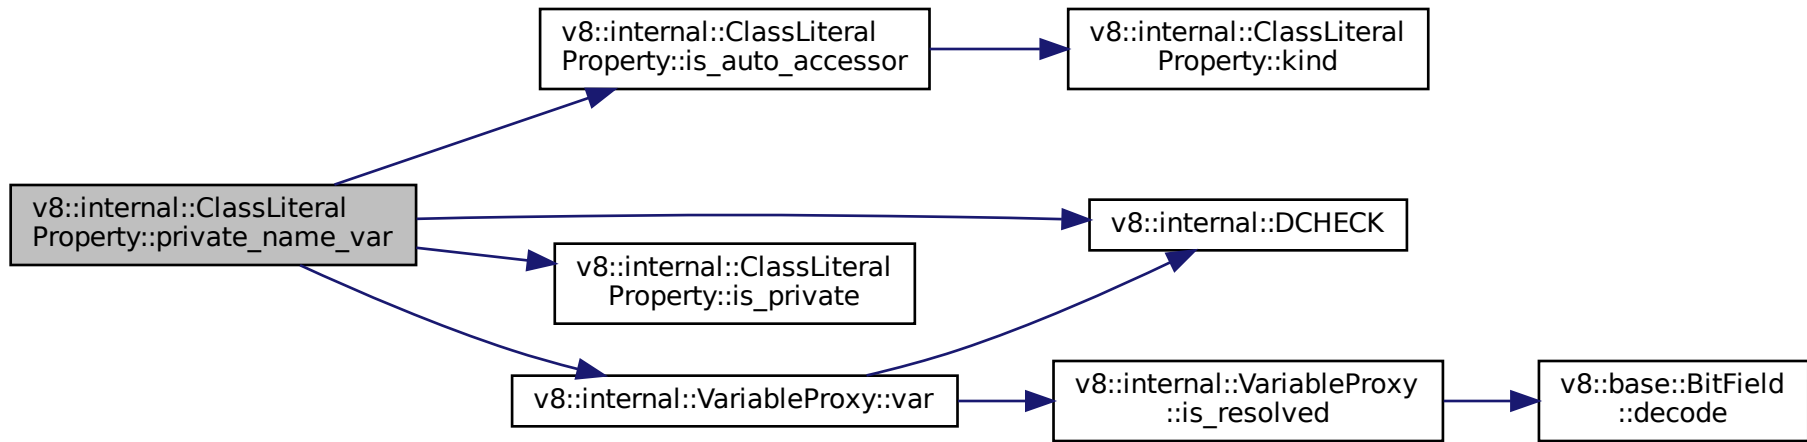 v8::internal::ClassLiteral
Property::is_auto_accessor
v8::internal::ClassLiteral
Property::kind
v8::internal::ClassLiteral
Property::private_name_var
v8::internal::DCHECK
v8::internal::ClassLiteral
Property::is_private
v8::internal::VariableProxy::var
v8::internal::VariableProxy
::is_resolved
v8::base::BitField
::decode